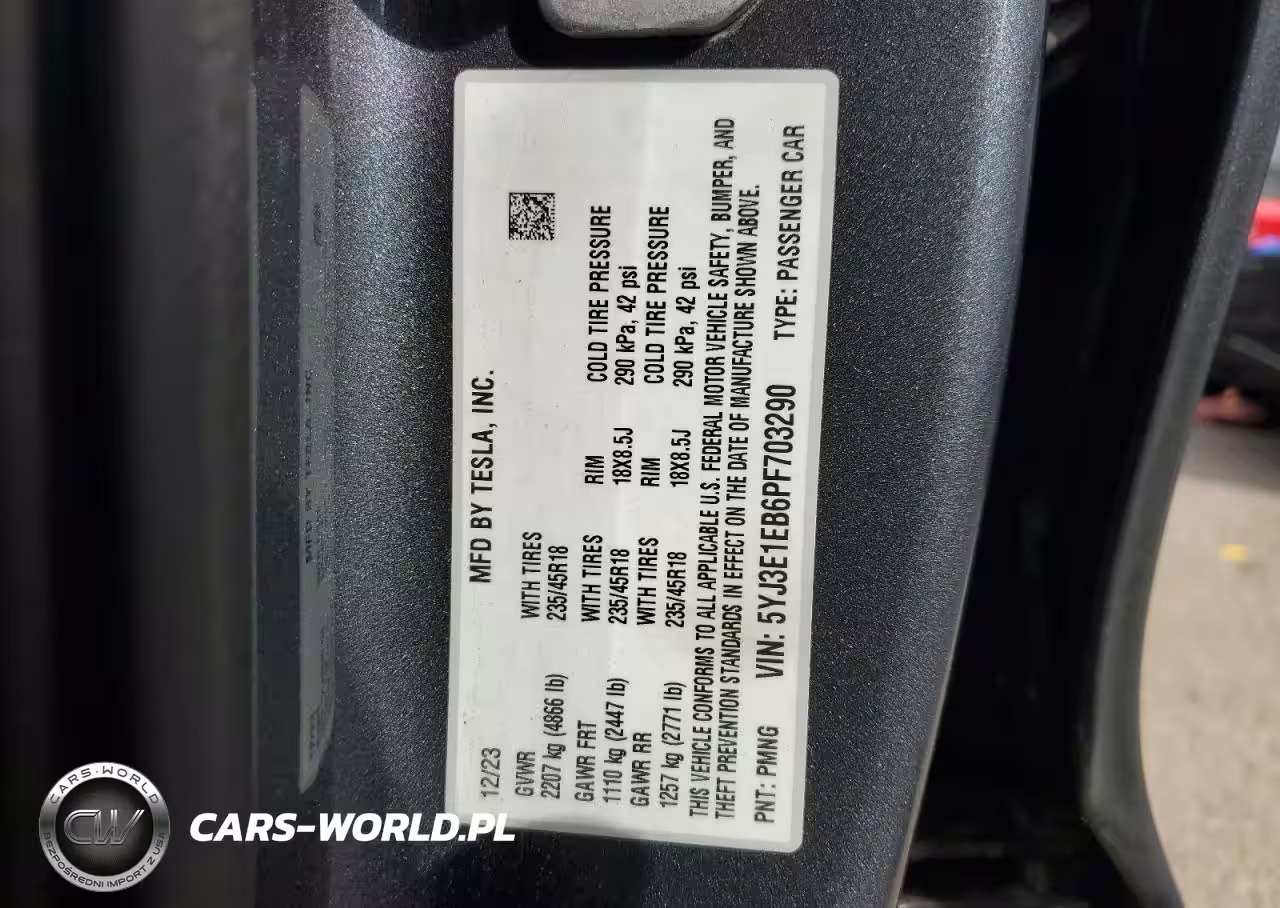 12/23 MFD BY TESLA, INC.
GVWR WITH TIRES
2207 kg (4866 lb) 235/45R18
GAWR FRT WITH TIRES RIM COLD TIRE PRESSURE
1110 kg (2447 lb) 235/45R18 18X8.5J 290 kPa, 42 psi
GAWR RR WITH TIRES RIM COLD TIRE PRESSURE
1257 kg (2771 lb) 235/45R18 18X8.5J 290 kPa, 42 psi
THIS VEHICLE CONFORMS TO ALL APPLICABLE U.S. FEDERAL MOTOR VEHICLE SAFETY, BUMPER, AND
THEFT PREVENTION STANDARDS IN EFFECT ON THE DATE OF MANUFACTURE SHOWN ABOVE.
PNT: PMNG VIN: 5YJ3E1EB6PF703290 TYPE: PASSENGER CAR
CARS-WORLD
CW
BEZPOŚREDNI IMPORT Z USA
CARS-WORLD.PL